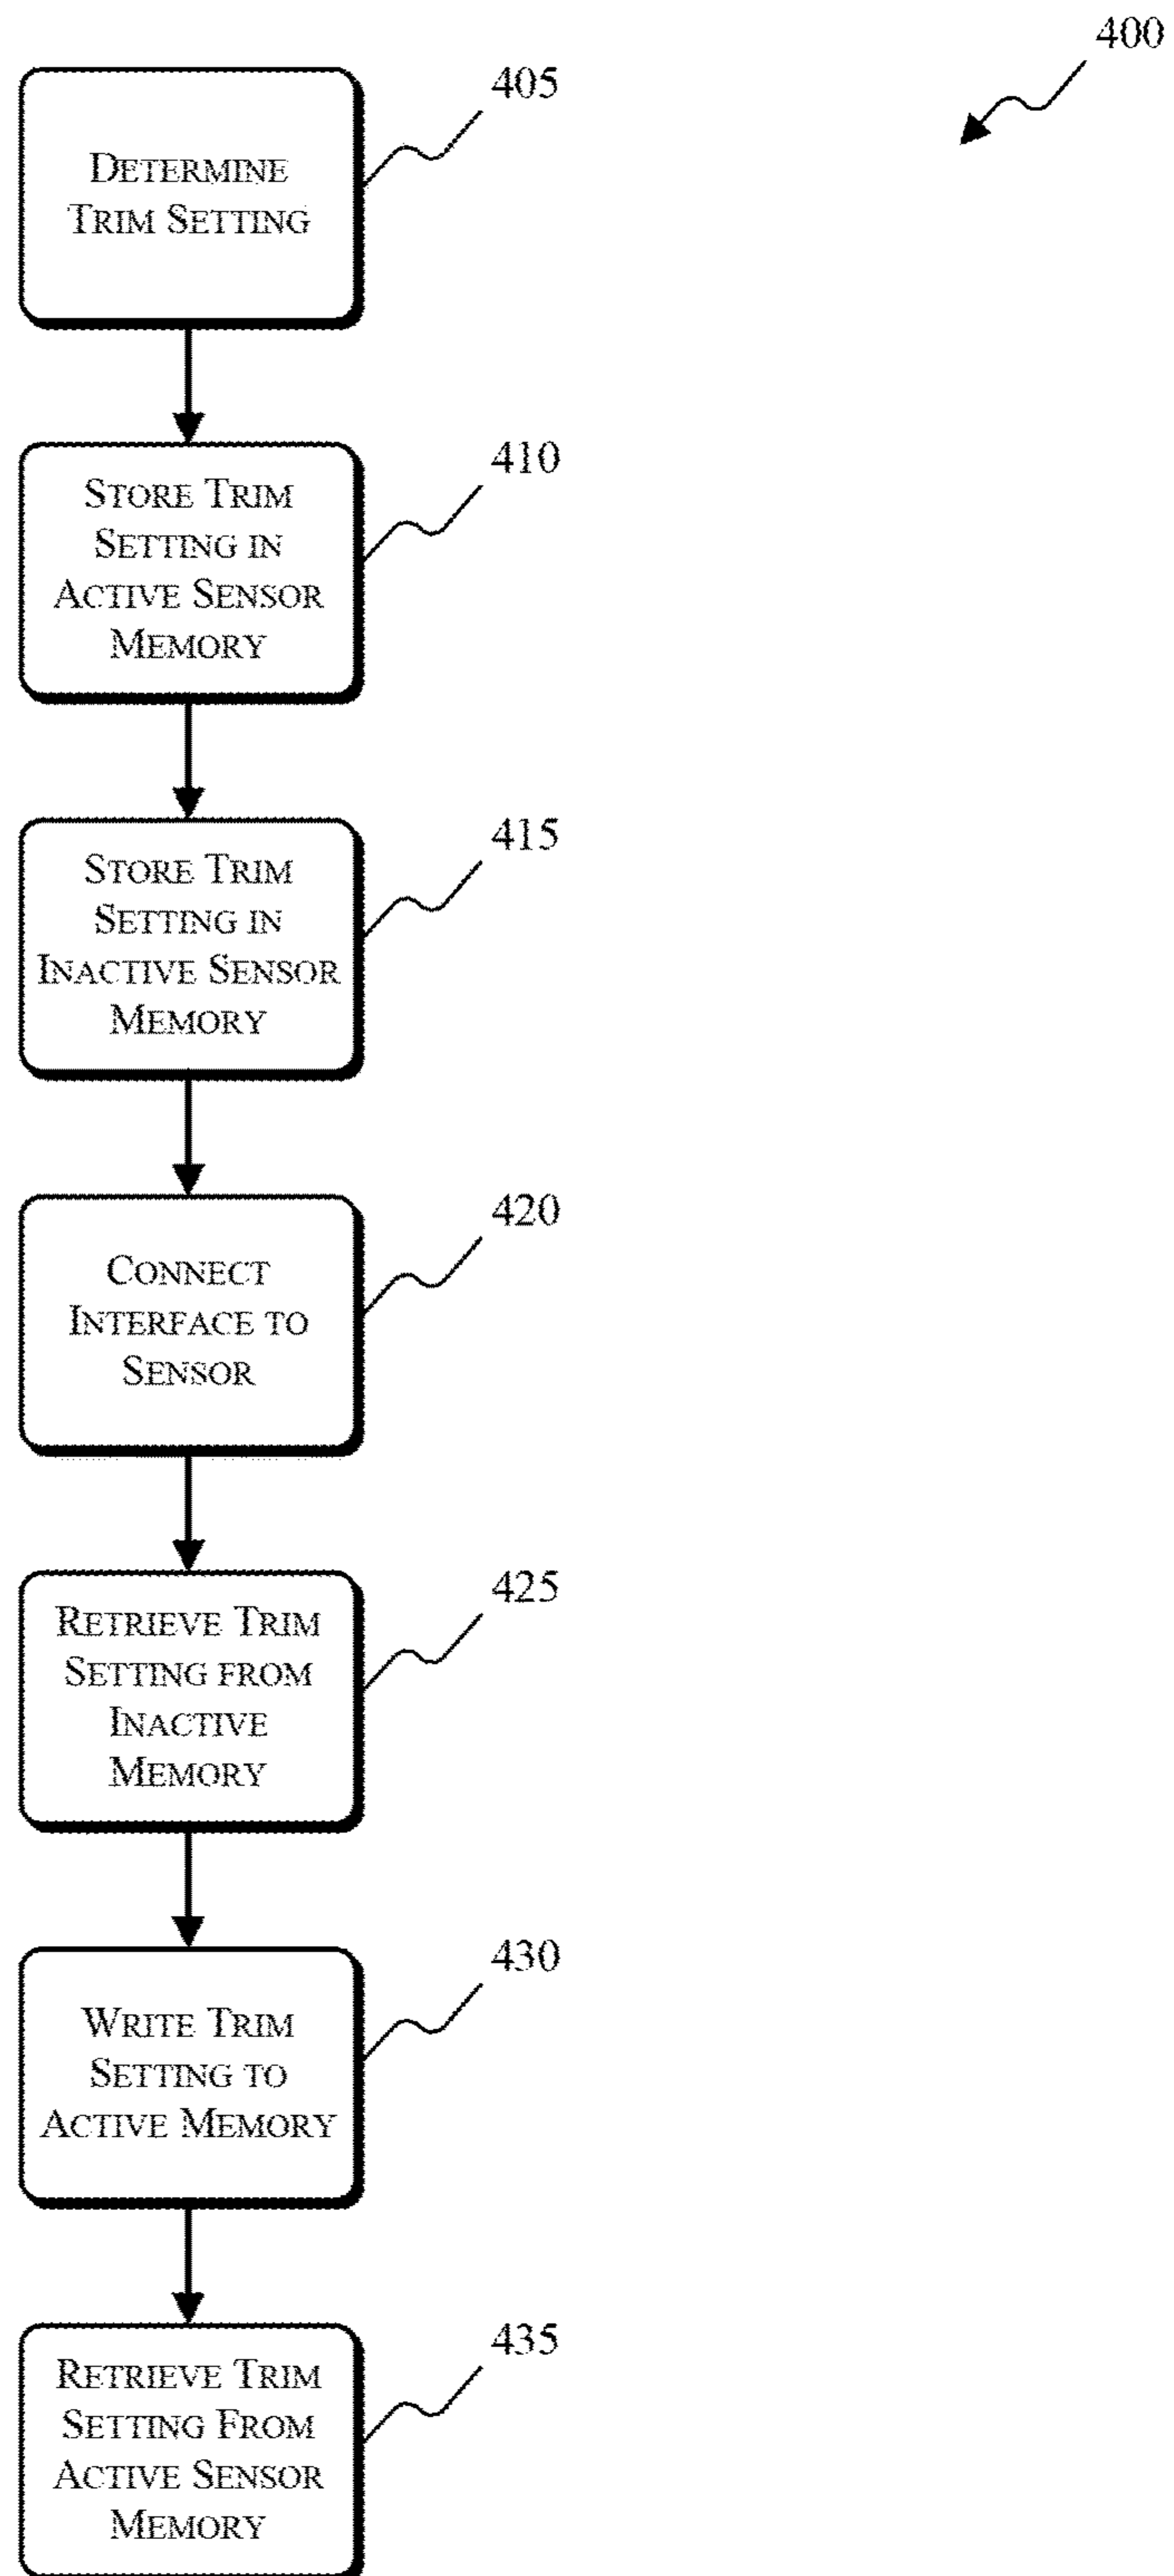 400
405
DETERMINE
TRIM SETTING
410
STORE TRIM
SETTING IN
ACTIVE SENSOR
MEMORY
415
STORE TRIM
SETTING IN
INACTIVE SENSOR
MEMORY
420
CONNECT
INTERFACE TO
SENSOR
425
RETRIEVE TRIM
SETTING FROM
INACTIVE
MEMORY
430
WRITE TRIM
SETTING TO
ACTIVE MEMORY
435
RETRIEVE TRIM
SETTING FROM
ACTIVE SENSOR
MEMORY